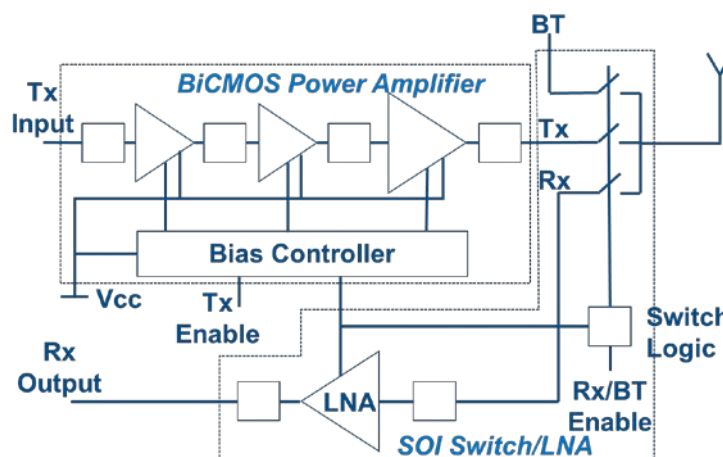 BT
BiCMOS Power Amplifier
Tx
Input
Tx
Rx
Bias Controller
Vcc
Tx
Enable
Switch
Logic
Rx
Output
LNA
Rx/BT
Enable
SOI Switch/LNA